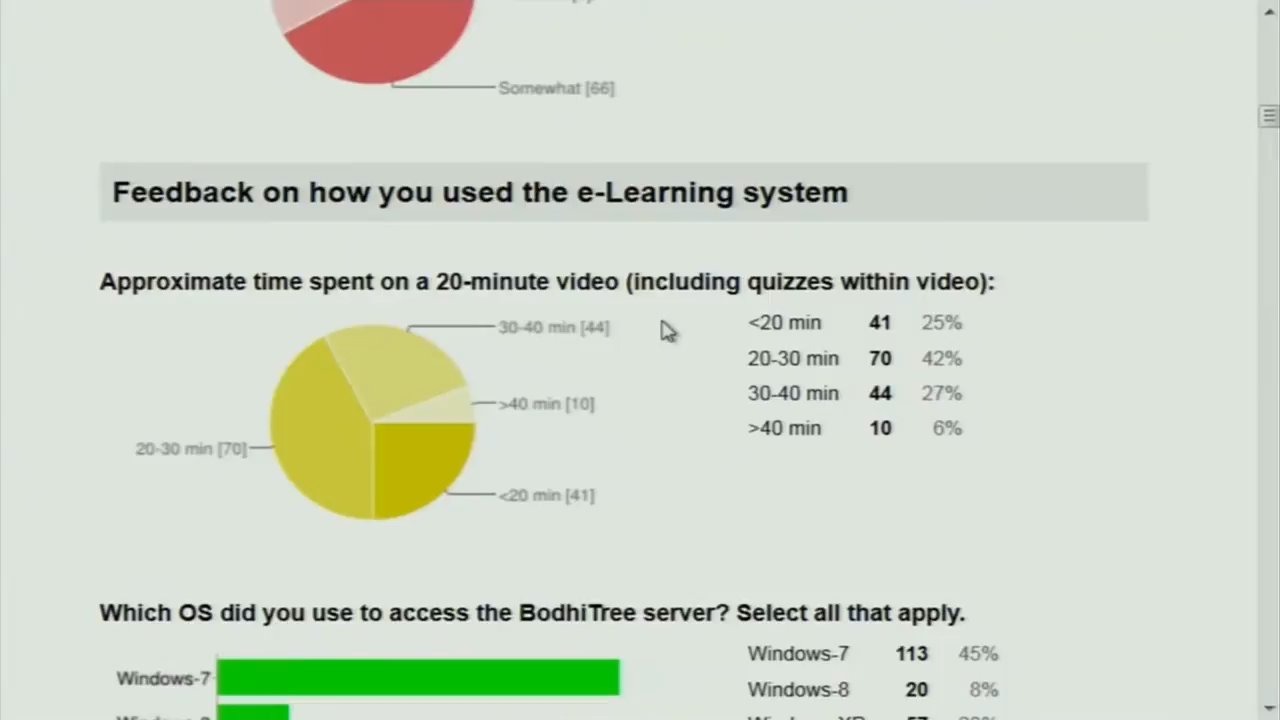 Somewhat [66]
Feedback on how you used the e-Learning system
Approximate time spent on a 20-minute video (including quizzes within video):
30-40 min [44]
>40 min [10]
20-30 min [70]
<20 min [41]
<20 min 41 25%
20-30 min 70 42%
30-40 min 44 27%
>40 min 10 6%
Which OS did you use to access the BodhiTree server? Select all that apply.
Windows-7
Windows-7 113 45%
Windows-8 20 8%